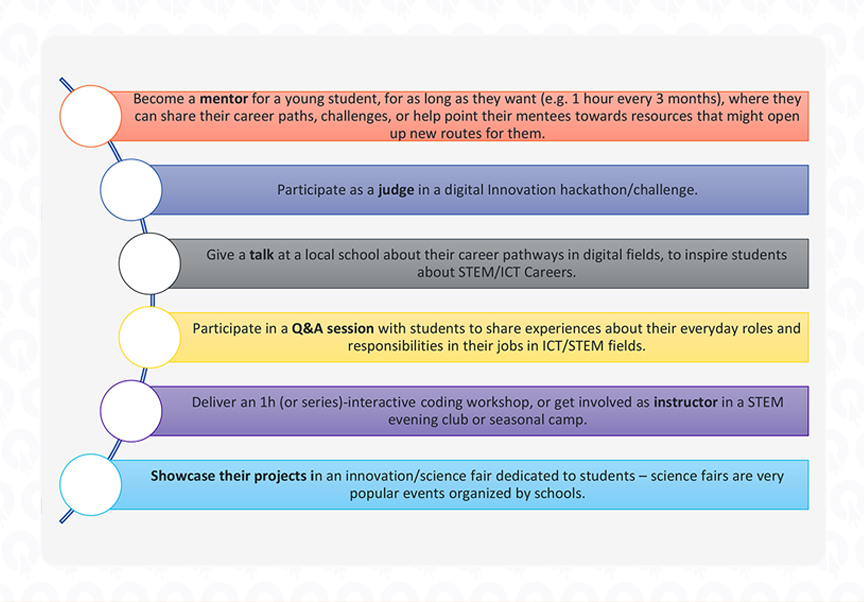 Become a mentor for a young student, for as long as they want (e.g. 1 hour every 3 months), where they
can share their career paths, challenges, or help point their mentees towards resources that might open
up new routes for them.
Participate as a judge in a digital Innovation hackathon/challenge.
Give a talk at a local school about their career pathways in digital fields, to inspire students
about STEM/ICT Careers.
Participate in a Q&A session with students to share experiences about their everyday roles and
responsibilities in their jobs in ICT/STEM fields.
Deliver an 1h (or series)-interactive coding workshop, or get involved as instructor in a STEM
evening club or seasonal camp.
Showcase their projects in an innovation/science fair dedicated to students – science fairs are very
popular events organized by schools.